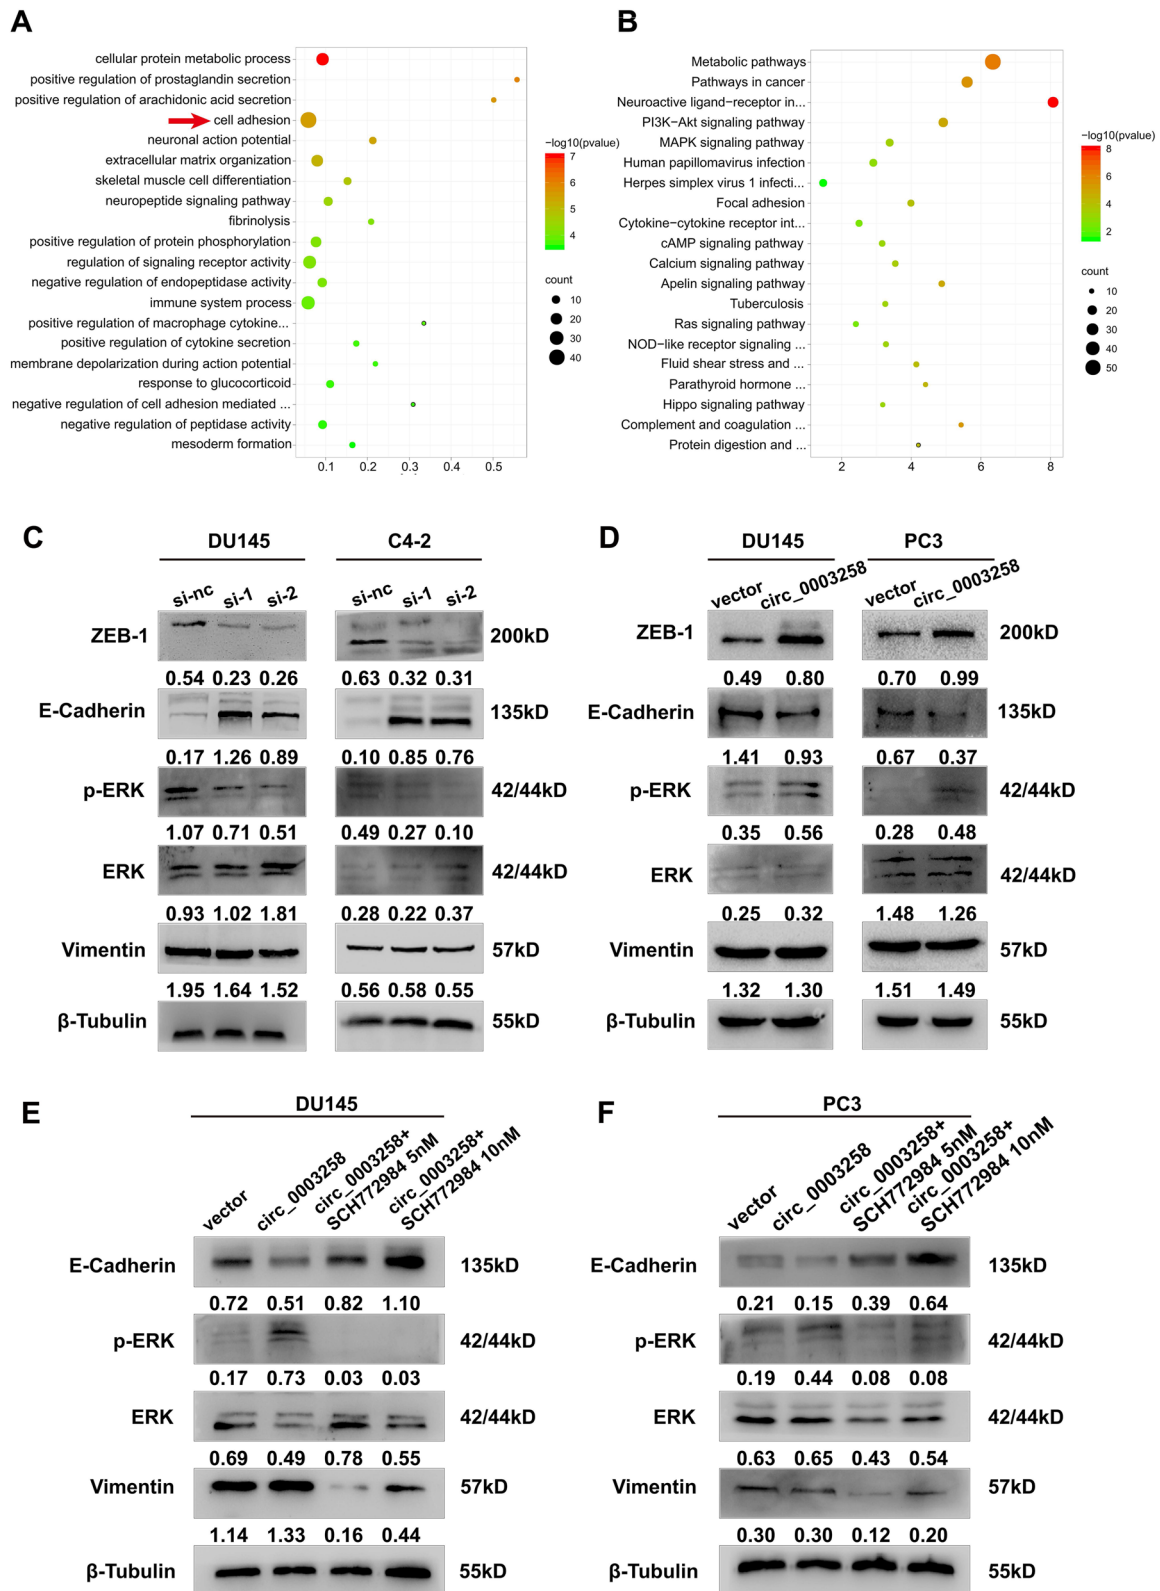 A
cellular protein metabolic process
positive regulation of prostaglandin secretion
positive regulation of arachidonic acid secretion
cell adhesion
neuronal action potential
extracellular matrix organization
skeletal muscle cell differentiation
neuropeptide signaling pathway
fibrinolysis
positive regulation of protein phosphorylation
regulation of signaling receptor activity
negative regulation of endopeptidase activity
immune system process
positive regulation of macrophage cytokine...
positive regulation of cytokine secretion
membrane depolarization during action potential
response to glucocorticoid
negative regulation of cell adhesion mediated ...
negative regulation of peptidase activity
mesoderm formation
0.1 0.2 0.3 0.4 0.5
−log10(pvalue)
7
6
5
4
count
10
20
30
40
B
Metabolic pathways
Pathways in cancer
Neuroactive ligand−receptor in...
PI3K−Akt signaling pathway
MAPK signaling pathway
Human papillomavirus infection
Herpes simplex virus 1 infecti...
Focal adhesion
Cytokine−cytokine receptor int...
cAMP signaling pathway
Calcium signaling pathway
Apelin signaling pathway
Tuberculosis
Ras signaling pathway
NOD−like receptor signaling ...
Fluid shear stress and ...
Parathyroid hormone ...
Hippo signaling pathway
Complement and coagulation ...
Protein digestion and ...
2 4 6 8
−log10(pvalue)
8
6
4
2
count
10
20
30
40
50
C
DU145 C4-2
si-nc si-1 si-2 si-nc si-1 si-2
ZEB-1 200kD
0.54 0.23 0.26 0.63 0.32 0.31
E-Cadherin 135kD
0.17 1.26 0.89 0.10 0.85 0.76
p-ERK 42/44kD
1.07 0.71 0.51 0.49 0.27 0.10
ERK 42/44kD
0.93 1.02 1.81 0.28 0.22 0.37
Vimentin 57kD
1.95 1.64 1.52 0.56 0.58 0.55
β-Tubulin 55kD
D
DU145 PC3
vector circ_0003258 vector circ_0003258
ZEB-1 200kD
0.49 0.80 0.70 0.99
E-Cadherin 135kD
1.41 0.93 0.67 0.37
p-ERK 42/44kD
0.35 0.56 0.28 0.48
ERK 42/44kD
0.25 0.32 1.48 1.26
Vimentin 57kD
1.32 1.30 1.51 1.49
β-Tubulin 55kD
E
DU145
vector
circ_0003258
circ_0003258+
SCH772984 5nM
circ_0003258+
SCH772984 10nM
E-Cadherin 135kD
0.72 0.51 0.82 1.10
p-ERK 42/44kD
0.17 0.73 0.03 0.03
ERK 42/44kD
0.69 0.49 0.78 0.55
Vimentin 57kD
1.14 1.33 0.16 0.44
β-Tubulin 55kD
F
PC3
vector
circ_0003258
circ_0003258+
SCH772984 5nM
circ_0003258+
SCH772984 10nM
E-Cadherin 135kD
0.21 0.15 0.39 0.64
p-ERK 42/44kD
0.19 0.44 0.08 0.08
ERK 42/44kD
0.63 0.65 0.43 0.54
Vimentin 57kD
0.30 0.30 0.12 0.20
β-Tubulin 55kD